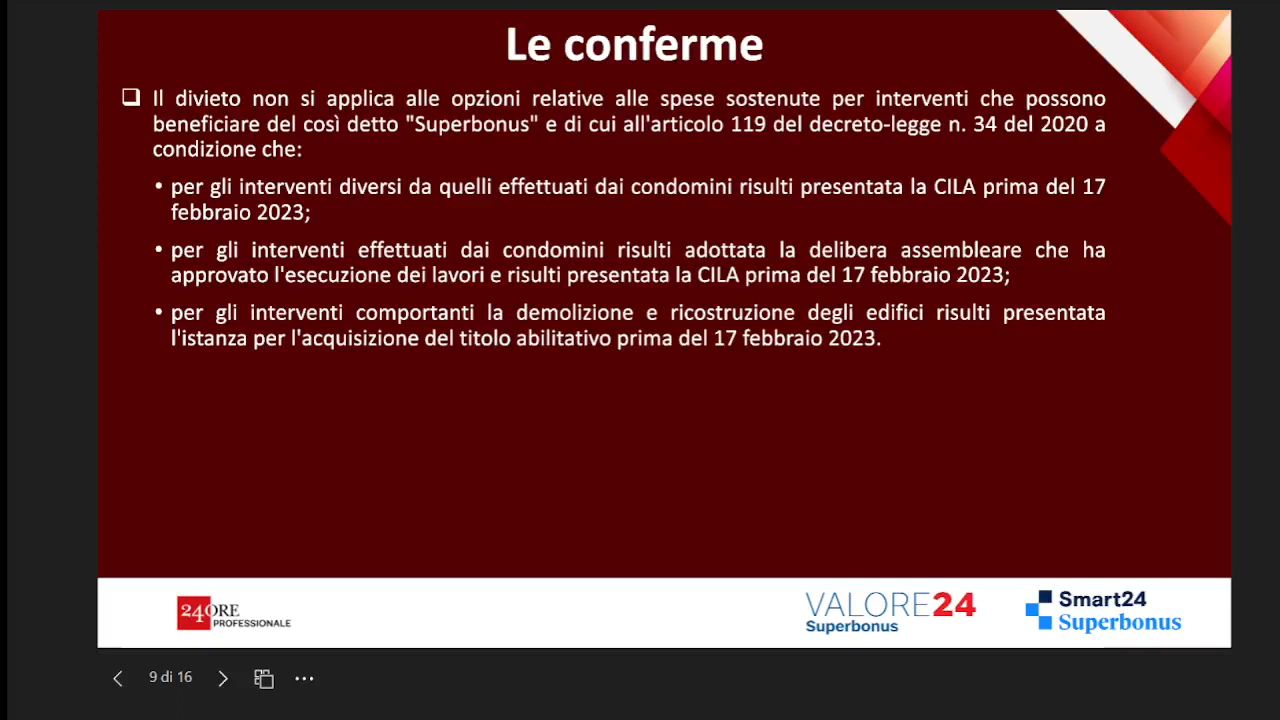 Le conferme
Il divieto non si applica alle opzioni relative alle spese sostenute per interventi che possono
beneficiare del così detto "Superbonus" e di cui all'articolo 119 del decreto-legge n. 34 del 2020 a
condizione che:
• per gli interventi diversi da quelli effettuati dai condomini risulti presentata la CILA prima del 17
febbraio 2023;
• per gli interventi effettuati dai condomini risulti adottata la delibera assembleare che ha
approvato l'esecuzione dei lavori e risulti presentata la CILA prima del 17 febbraio 2023;
• per gli interventi comportanti la demolizione e ricostruzione degli edifici risulti presentata
l'istanza per l'acquisizione del titolo abilitativo prima del 17 febbraio 2023.
24ORE
PROFESSIONALE
VALORE24
Superbonus
Smart24
Superbonus
9 di 16